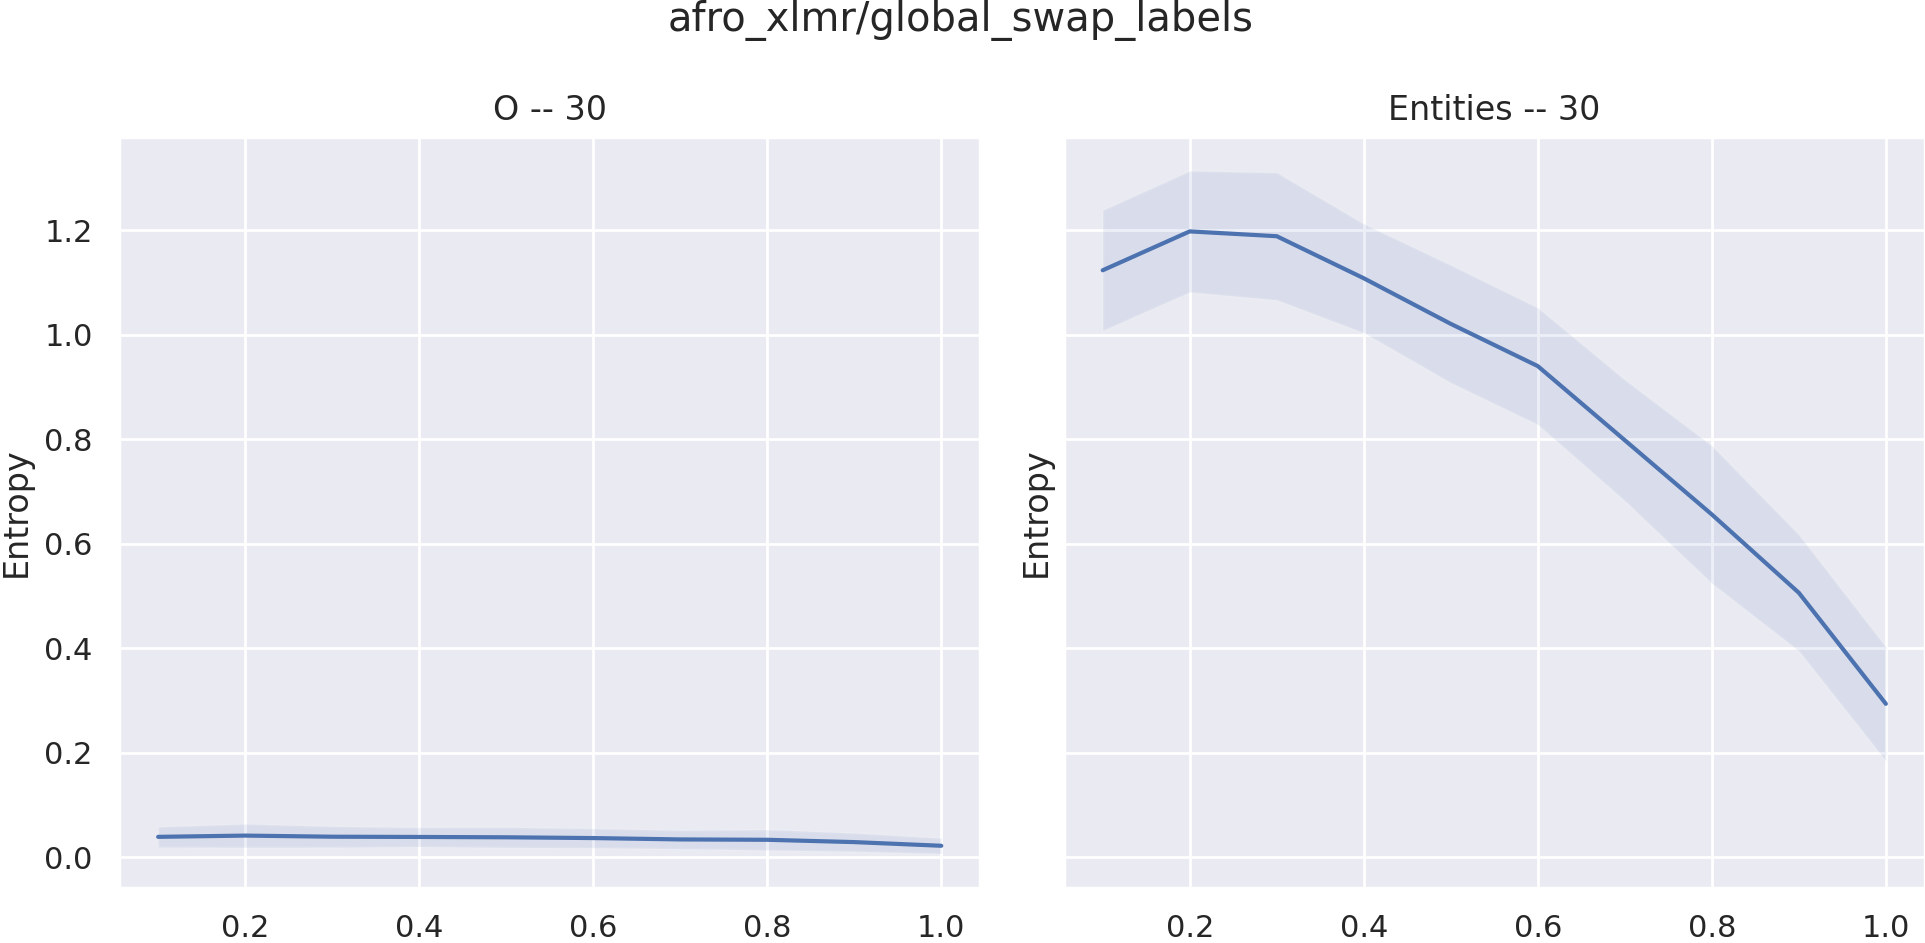 afro_xlmr/global_swap_labels
O -- 30
Entropy
1.2
1.0
0.8
0.6
0.4
0.2
0.0
0.2 0.4 0.6 0.8 1.0
Entities -- 30
Entropy
0.2 0.4 0.6 0.8 1.0